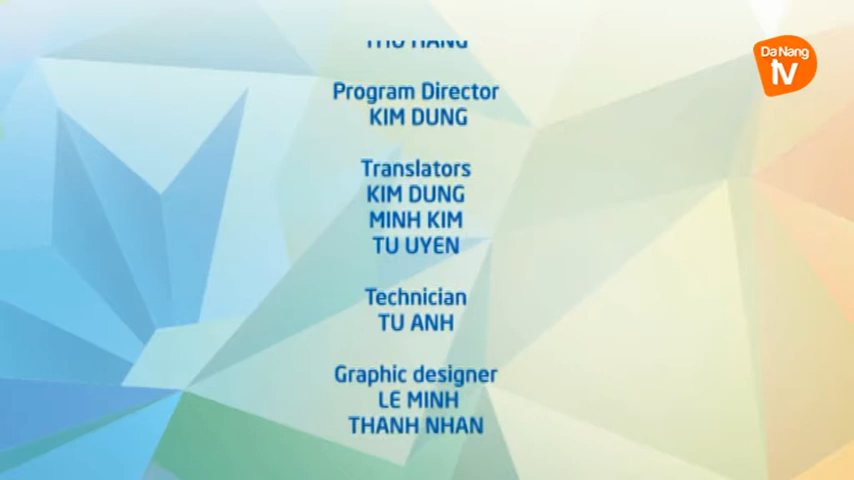 Da Nang
TV
Program Director
KIM DUNG
Translators
KIM DUNG
MINH KIM
TU UYEN
Technician
TU ANH
Graphic designer
LE MINH
THANH NHAN